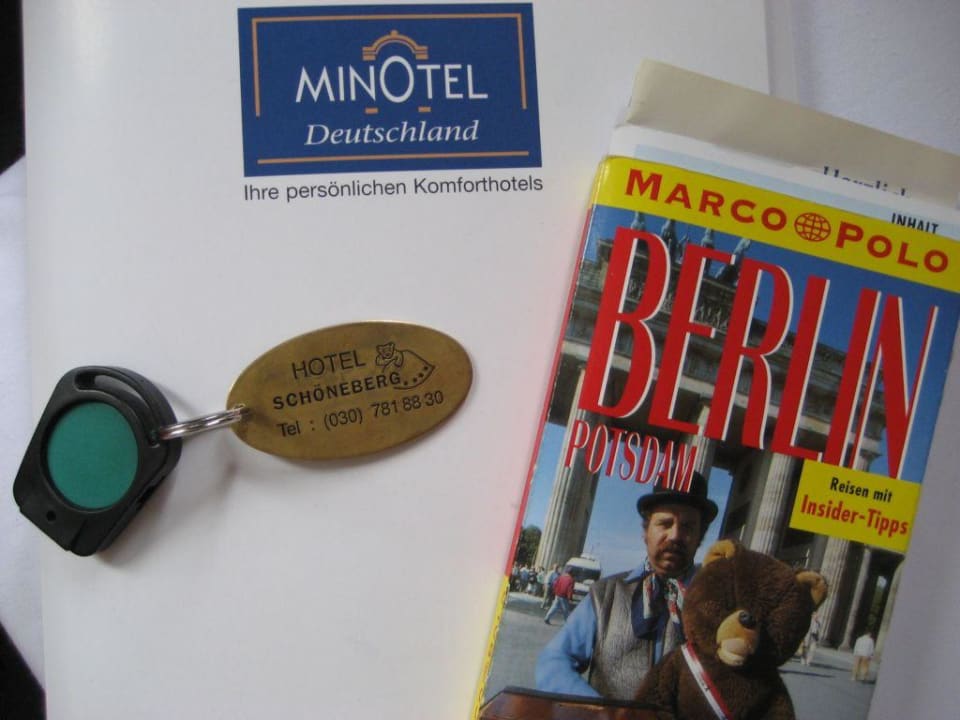 MINOTEL
Deutschland
Ihre persönlichen Komforthotels
HOTEL
SCHÖNEBERG
Tel : (030) 781 88 30
Herzlich
INHALT
MARCO POLO
BERLIN
POTSDAM
Reisen mit
Insider-Tipps